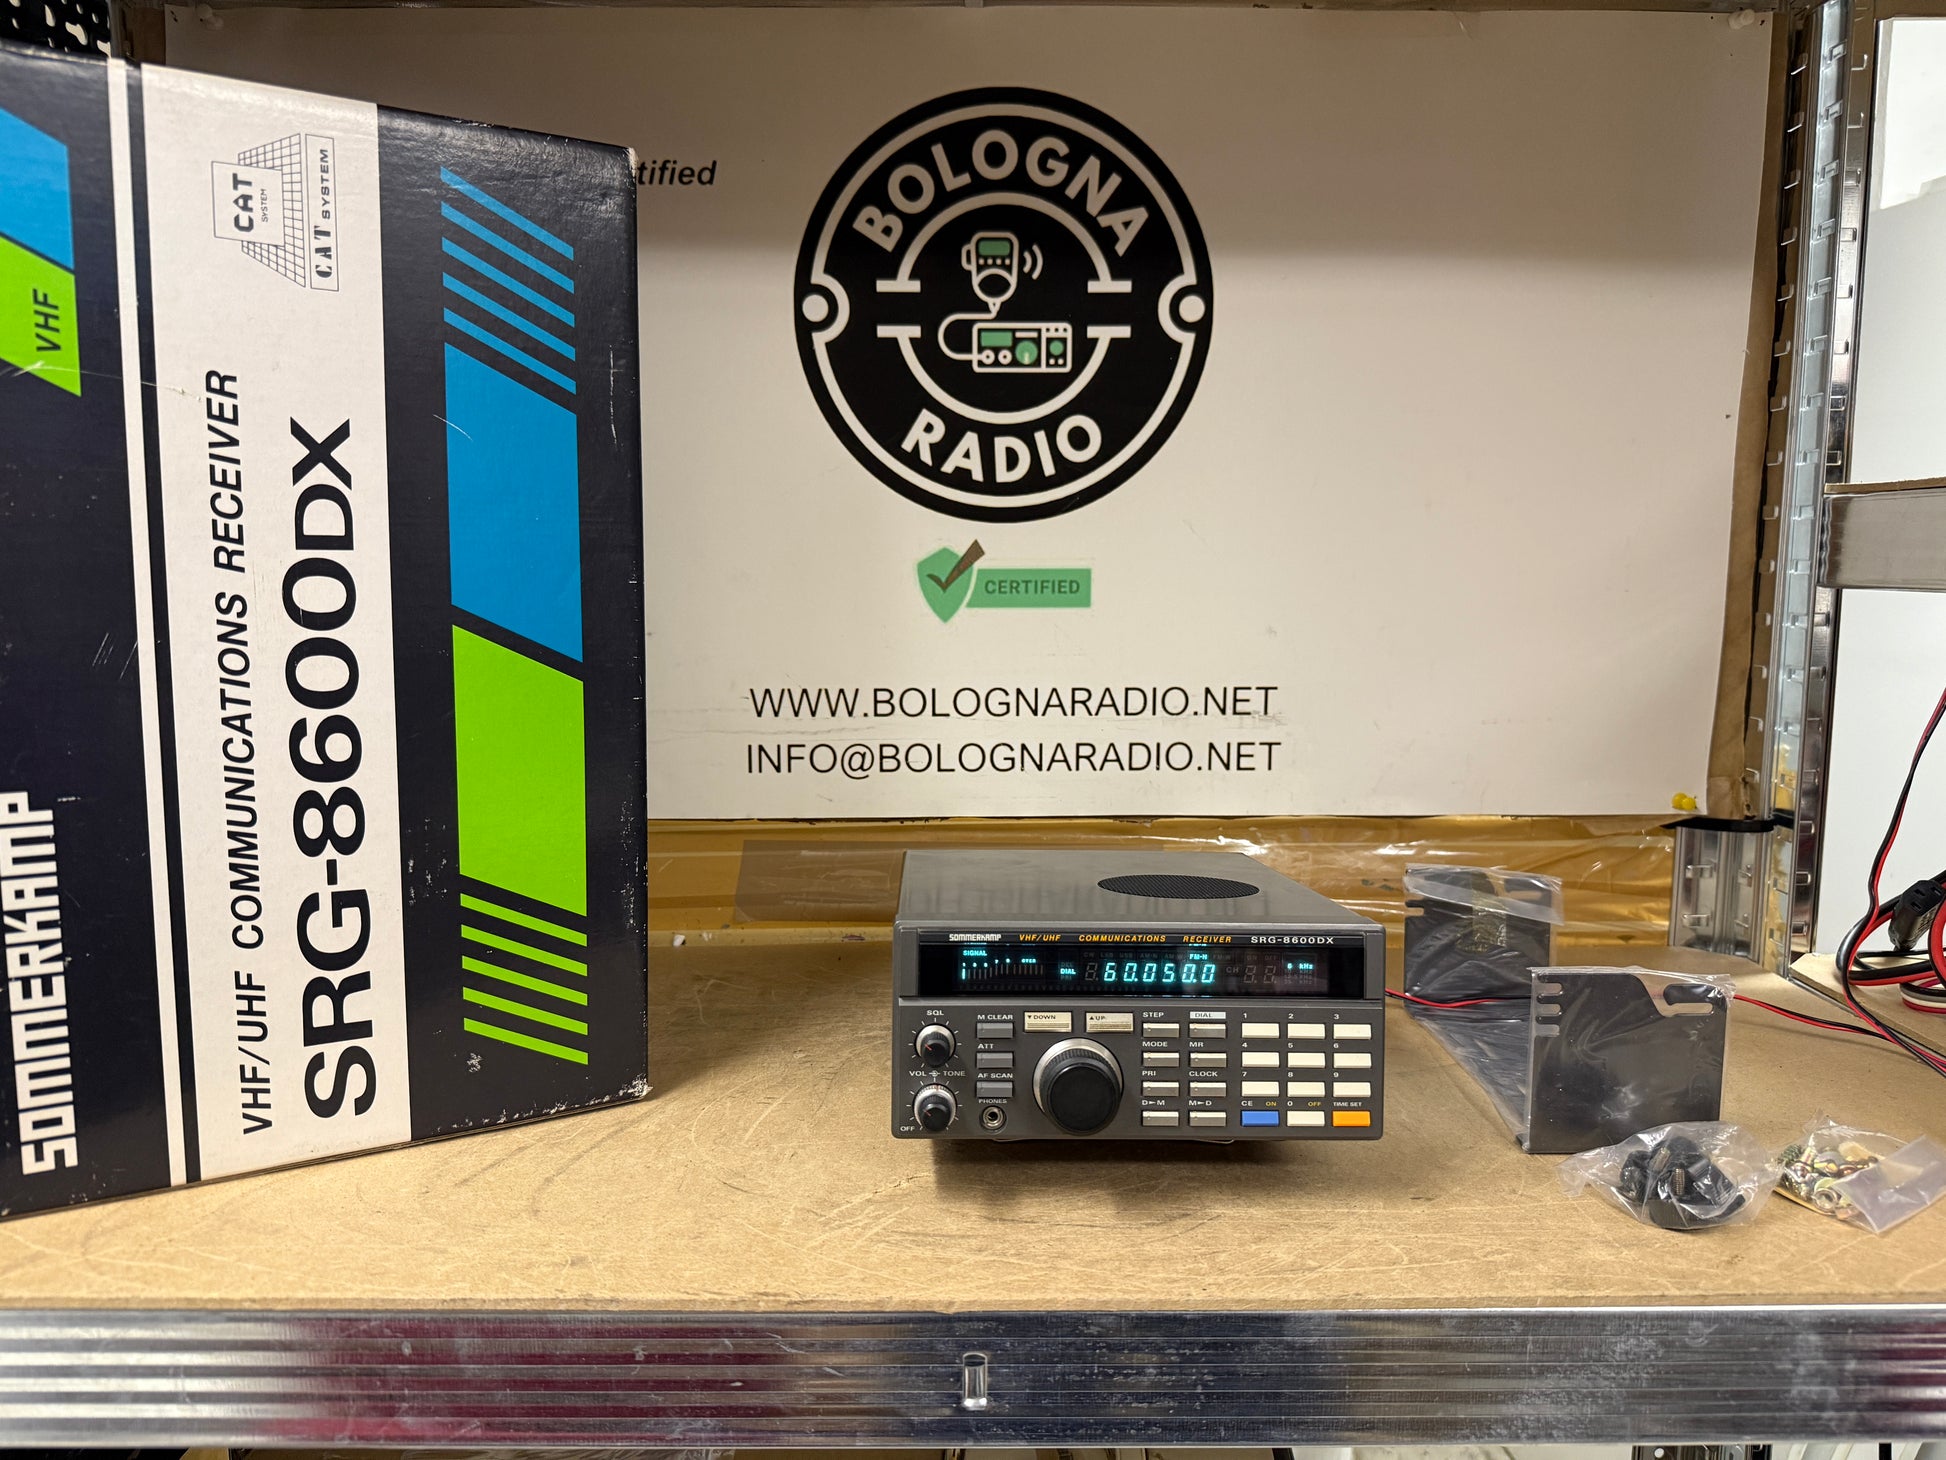 VHF
SOMMERKAMP
CAT
SYSTEM
CAT SYSTEM
VHF/UHF COMMUNICATIONS RECEIVER
SRG-8600DX
tified
BOLOGNA
RADIO
CERTIFIED
WWW.BOLOGNARADIO.NET
INFO@BOLOGNARADIO.NET
SOMMERKAMP VHF/UHF COMMUNICATIONS RECEIVER SRG-8600DX
SIGNAL
OVER
FM-N
DIAL
60.050.0
CH
kHz
SQL
M CLEAR
▼DOWN
▲UP
STEP
DIAL
1 2 3
ATT
MODE
MR
4 5 6
VOL TONE
AF SCAN
PRI
CLOCK
7 8 9
OFF
PHONES
D►M
M►D
CE ON 0 OFF TIME SET